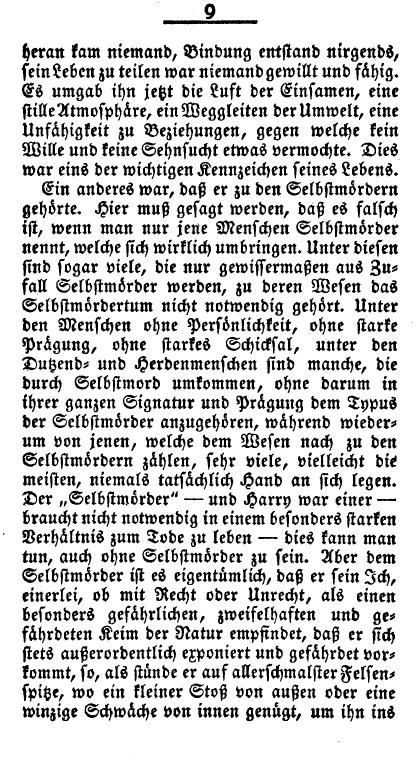 9
heran kam niemand, Bindung entstand nirgends,
sein Leben zu teilen war niemand gewillt und fähig.
Es umgab ihn jetzt die Luft der Einsamen, eine
stille Atmosphäre, ein Weggleiten der Umwelt, eine
Unfähigkeit zu Beziehungen, gegen welche kein
Wille und keine Sehnsucht etwas vermochte. Dies
war eins der wichtigen Kennzeichen seines Lebens.
Ein anderes war, daß er zu den Selbstmördern
gehörte. Hier muß gesagt werden, daß es falsch
ist, wenn man nur jene Menschen Selbstmörder
nennt, welche sich wirklich umbringen. Unter diesen
sind sogar viele, die nur gewissermaßen aus Zu-
fall Selbstmörder werden, zu deren Wesen das
Selbstmördertum nicht notwendig gehört. Unter
den Menschen ohne Persönlichkeit, ohne starke
Prägung, ohne starkes Schicksal, unter den
Dutzend- und Herdenmenschen sind manche, die
durch Selbstmord umkommen, ohne darum in
ihrer ganzen Signatur und Prägung dem Typus
der Selbstmörder anzugehören, während wieder-
um von jenen, welche dem Wesen nach zu den
Selbstmördern zählen, sehr viele, vielleicht die
meisten, niemals tatsächlich Hand an sich legen.
Der „Selbstmörder“ — und Harry war einer —
braucht nicht notwendig in einem besonders starken
Verhältnis zum Tode zu leben — dies kann man
tun, auch ohne Selbstmörder zu sein. Aber dem
Selbstmörder ist es eigentümlich, daß er sein Ich,
einerlei, ob mit Recht oder Unrecht, als einen
besonders gefährlichen, zweifelhaften und ge-
fährdeten Keim der Natur empfindet, daß er sich
stets außerordentlich exponiert und gefährdet vor-
kommt, so, als stünde er auf allerschmalster Felsen-
spitze, wo ein kleiner Stoß von außen oder eine
winzige Schwäche von innen genügt, um ihn ins